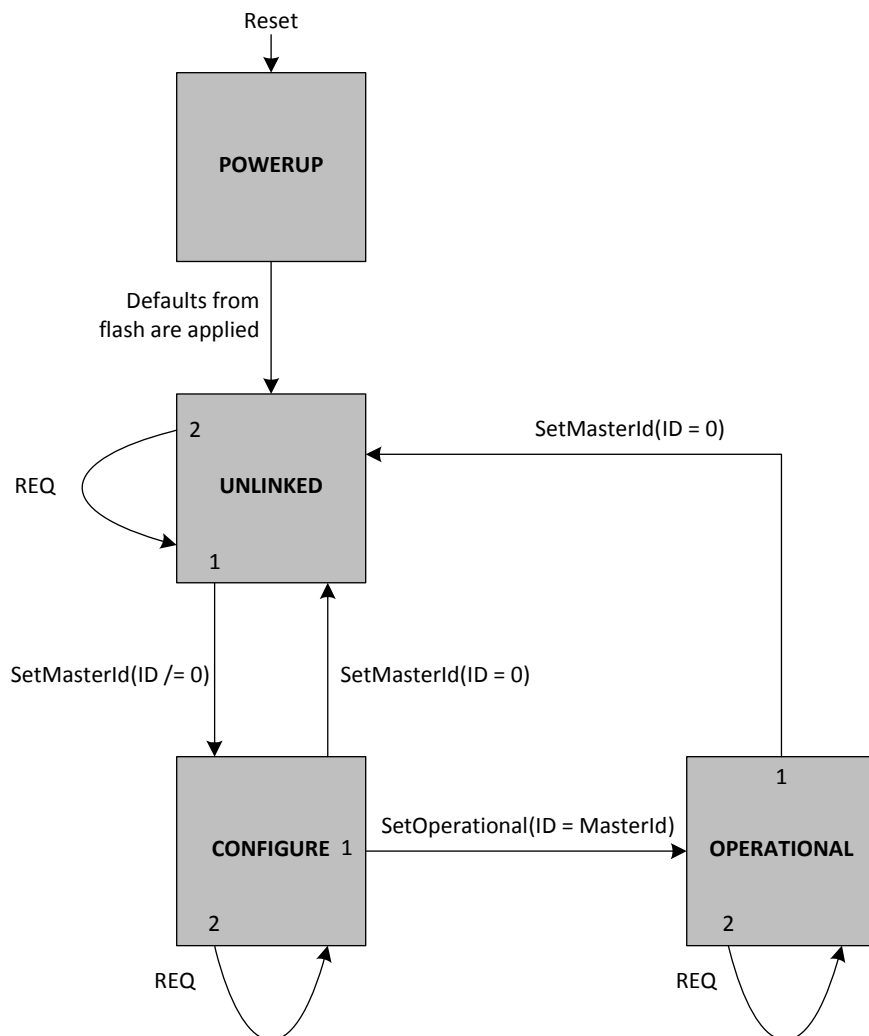 Reset
POWERUP
Defaults from
flash are applied
2
SetMasterId(ID = 0)
REQ
UNLINKED
1
SetMasterId(ID /= 0)
SetMasterId(ID = 0)
1
SetOperational(ID = MasterId)
CONFIGURE
1
OPERATIONAL
2
2
REQ
REQ